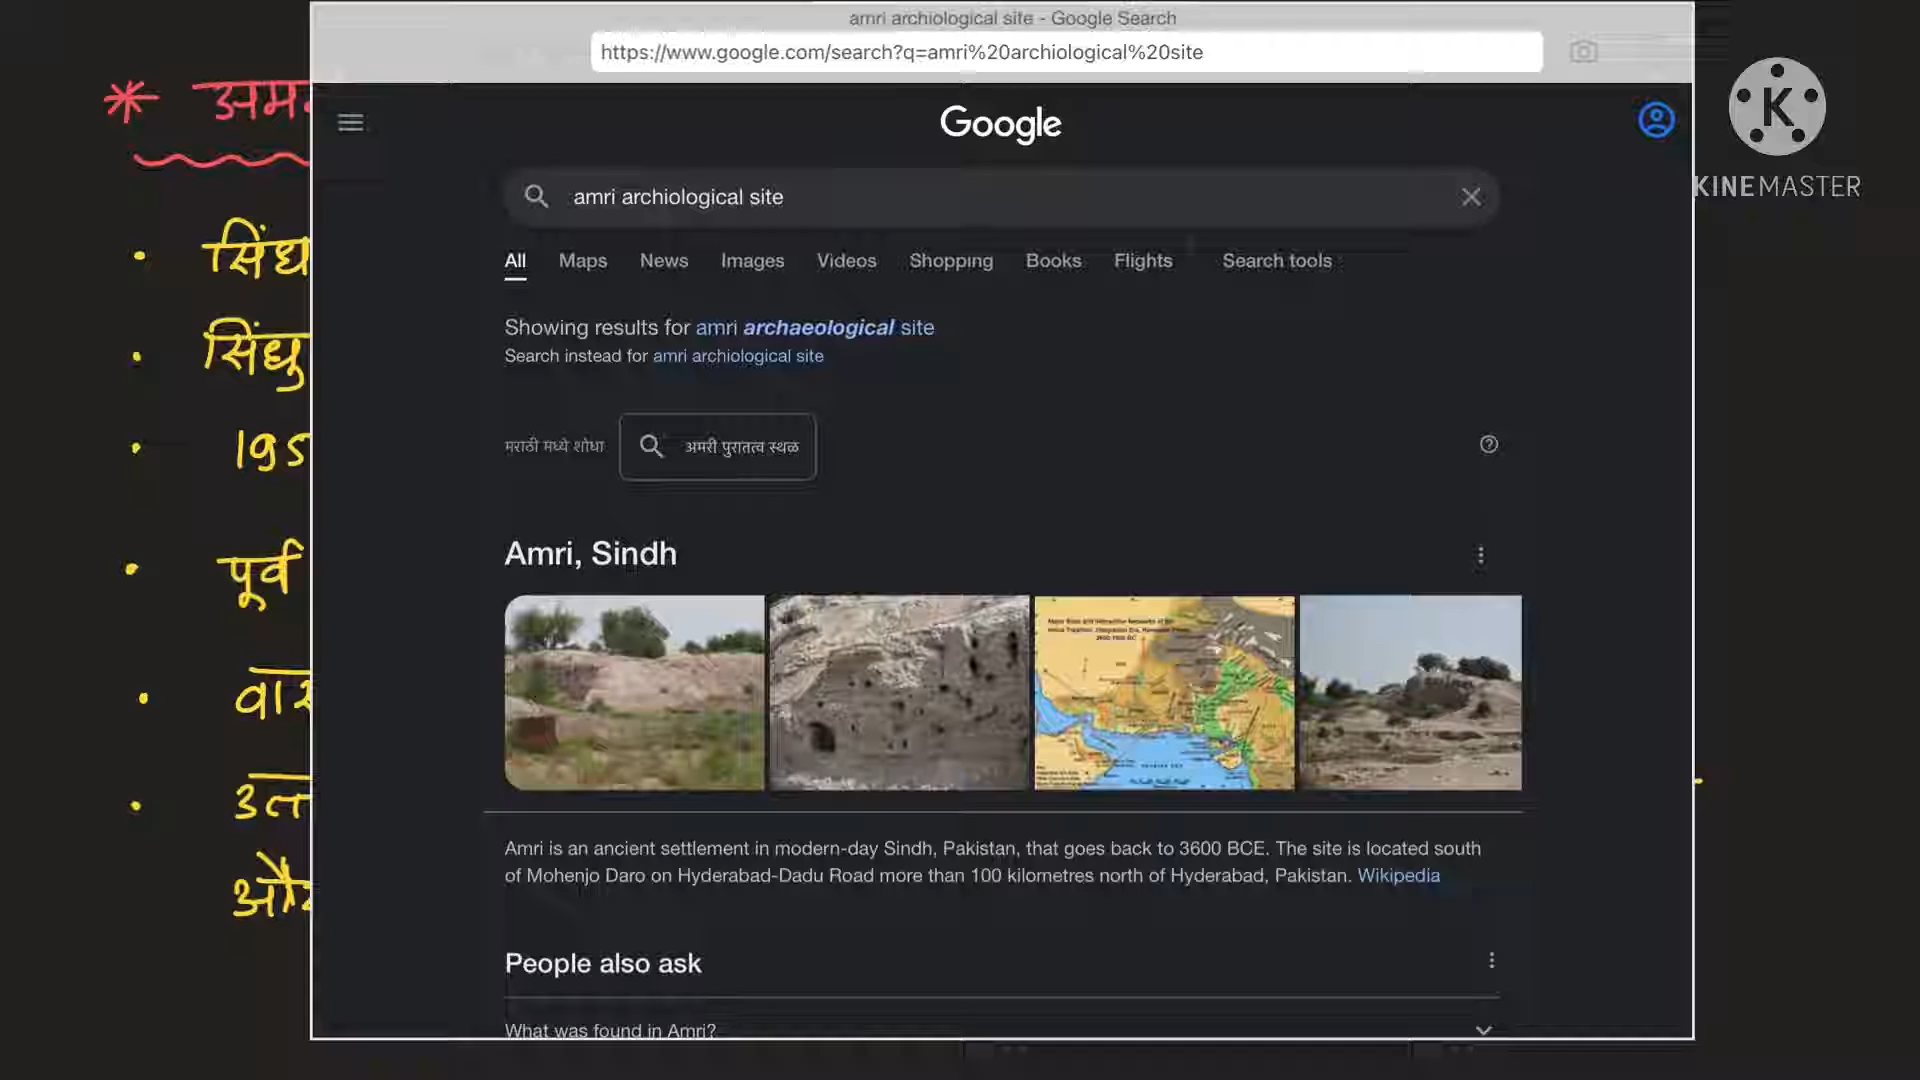 amri archiological site - Google Search
https://www.google.com/search?q=amri%20archiological%20site
Google
amri archiological site
All Maps News Images Videos Shopping Books Flights Search tools
Showing results for amri archaeological site
Search instead for amri archiological site
मराठी मध्ये शोधा
अमरी पुरातत्व स्थळ
Amri, Sindh
Amri is an ancient settlement in modern-day Sindh, Pakistan, that goes back to 3600 BCE. The site is located south
of Mohenjo Daro on Hyderabad-Dadu Road more than 100 kilometres north of Hyderabad, Pakistan. Wikipedia
People also ask
What was found in Amri?
K
KINEMASTER
* अम
• सिंध
• सिंधु
• 195
• पूर्व
• वास
• उत्त
और